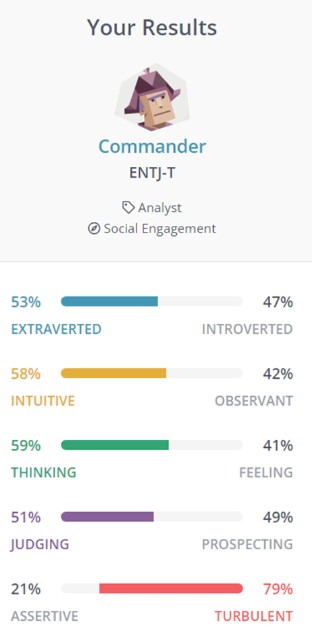 Your Results
Commander
ENTJ-T
Analyst
Social Engagement
53% 47%
EXTRAVERTED INTROVERTED
58% 42%
INTUITIVE OBSERVANT
59% 41%
THINKING FEELING
51% 49%
JUDGING PROSPECTING
21% 79%
ASSERTIVE TURBULENT